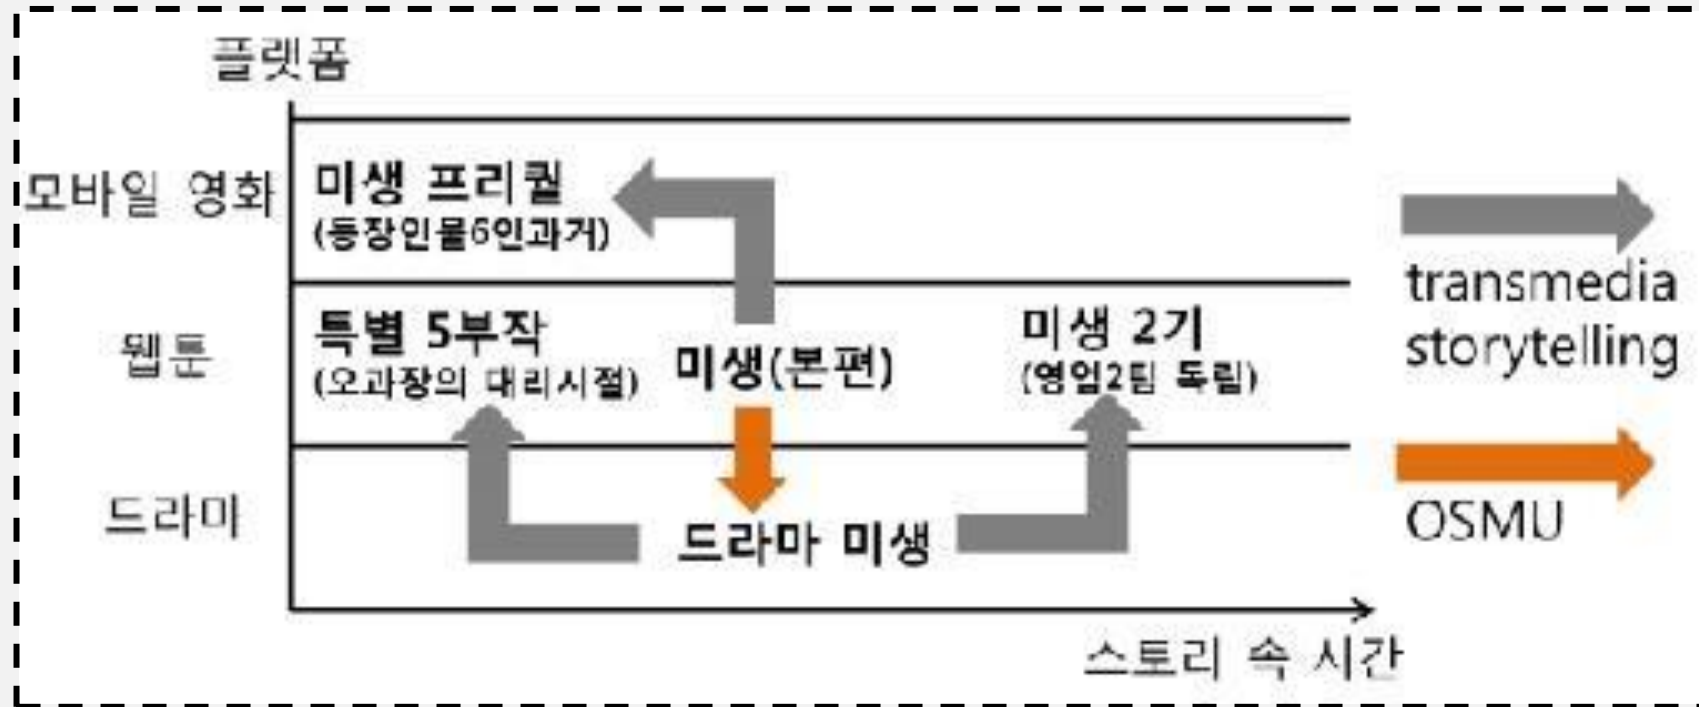 플랫폼
모바일 영화
미생 프리퀄
(등장인물6인과거)
transmedia
storytelling
웹툰
특별 5부작
(오과장의 대리시절)
미생(본편)
미생 2기
(영업2팀 독립)
드라마
드라마 미생
OSMU
스토리 속 시간